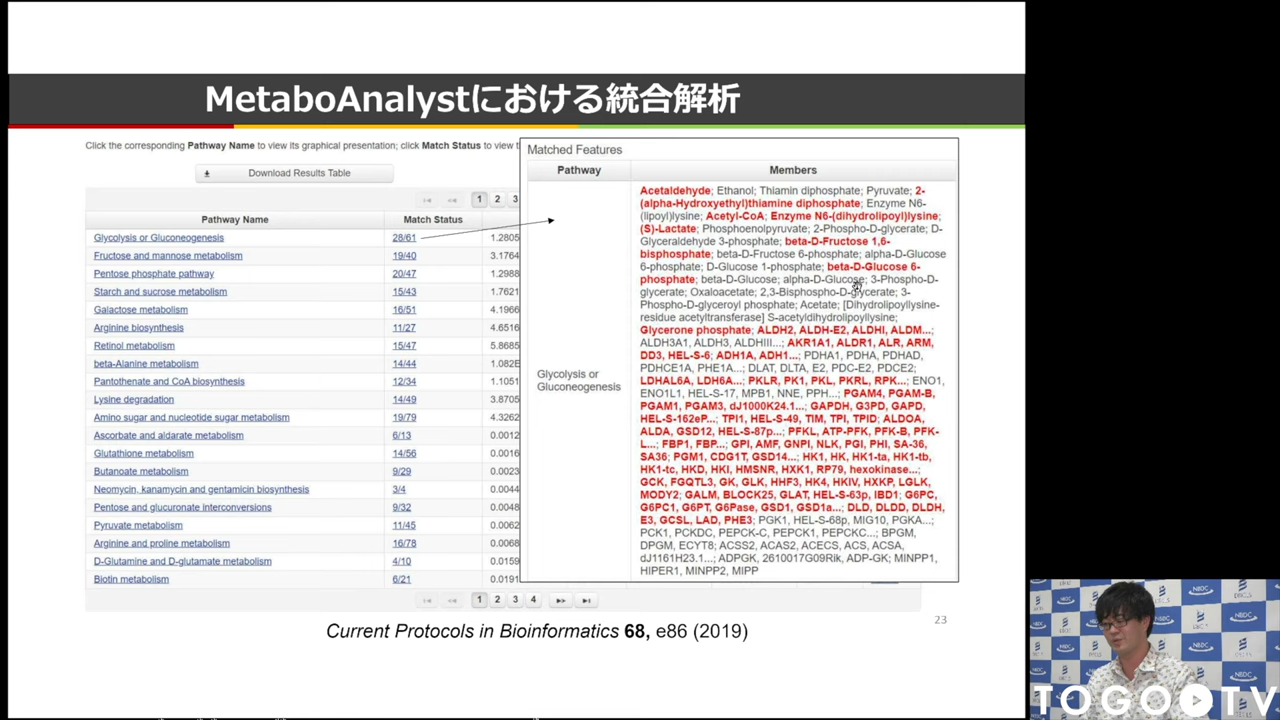 MetaboAnalystにおける統合解析
Click the corresponding Pathway Name to view its graphical presentation; click Match Status to view t
Download Results Table
1 2 3
Pathway Name Match Status
Glycolysis or Gluconeogenesis 28/61 1.2805
Fructose and mannose metabolism 19/40 3.1764
Pentose phosphate pathway 20/47 1.2988
Starch and sucrose metabolism 15/43 1.7621
Galactose metabolism 16/51 4.1966
Arginine biosynthesis 11/27 4.6516
Retinol metabolism 15/47 5.8685
beta-Alanine metabolism 14/44 1.082E
Pantothenate and CoA biosynthesis 12/34 1.1051
Lysine degradation 14/49 3.8705
Amino sugar and nucleotide sugar metabolism 19/79 4.3262
Ascorbate and aldarate metabolism 6/13 0.0012
Glutathione metabolism 14/56 0.0016
Butanoate metabolism 9/29 0.0023
Neomycin, kanamycin and gentamicin biosynthesis 3/4 0.0044
Pentose and glucuronate interconversions 9/32 0.0048
Pyruvate metabolism 11/45 0.0062
Arginine and proline metabolism 16/78 0.0068
D-Glutamine and D-glutamate metabolism 4/10 0.0159
Biotin metabolism 6/21 0.0191
1 2 3 4
Matched Features
Pathway Members
Glycolysis or
Gluconeogenesis
Acetaldehyde; Ethanol; Thiamin diphosphate; Pyruvate; 2-
(alpha-Hydroxyethyl)thiamine diphosphate; Enzyme N6-
(lipoyl)lysine; Acetyl-CoA; Enzyme N6-(dihydrolipoyl)lysine;
(S)-Lactate; Phosphoenolpyruvate; 2-Phospho-D-glycerate; D-
Glyceraldehyde 3-phosphate; beta-D-Fructose 1,6-
bisphosphate; beta-D-Fructose 6-phosphate; alpha-D-Glucose
6-phosphate; D-Glucose 1-phosphate; beta-D-Glucose 6-
phosphate; beta-D-Glucose; alpha-D-Glucose; 3-Phospho-D-
glycerate; Oxaloacetate; 2,3-Bisphospho-D-glycerate; 3-
Phospho-D-glyceroyl phosphate; Acetate; [Dihydrolipoyllysine-
residue acetyltransferase] S-acetyldihydrolipoyllysine;
Glycerone phosphate; ALDH2, ALDH-E2, ALDHI, ALDM...;
ALDH3A1, ALDH3, ALDHIII...; AKR1A1, ALDR1, ALR, ARM,
DD3, HEL-S-6; ADH1A, ADH1...; PDHA1, PDHA, PDHAD,
PDHCE1A, PHE1A...; DLAT, DLTA, E2, PDC-E2, PDCE2;
LDHAL6A, LDH6A...; PKLR, PK1, PKL, PKRL, RPK...; ENO1,
ENO1L1, HEL-S-17, MPB1, NNE, PPH...; PGAM4, PGAM-B,
PGAM1, PGAM3, dJ1000K24.1...; GAPDH, G3PD, GAPD,
HEL-S-162eP...; TPI1, HEL-S-49, TIM, TPI, TPID; ALDOA,
ALDA, GSD12, HEL-S-87p...; PFKL, ATP-PFK, PFK-B, PFK-
L...; FBP1, FBP...; GPI, AMF, GNPI, NLK, PGI, PHI, SA-36,
SA36; PGM1, CDG1T, GSD14...; HK1, HK, HK1-ta, HK1-tb,
HK1-tc, HKD, HKI, HMSNR, HXK1, RP79, hexokinase...;
GCK, FGQTL3, GK, GLK, HHF3, HK4, HKIV, HXKP, LGLK,
MODY2; GALM, BLOCK25, GLAT, HEL-S-63p, IBD1; G6PC,
G6PC1, G6PT, G6Pase, GSD1, GSD1a...; DLD, DLDD, DLDH,
E3, GCSL, LAD, PHE3; PGK1, HEL-S-68p, MIG10, PGKA...;
PCK1, PCKDC, PEPCK-C, PEPCK1, PEPCKC...; BPGM,
DPGM, ECYT8; ACSS2, ACAS2, ACECS, ACS, ACSA,
dJ1161H23.1...; ADPGK, 2610017G09Rik, ADP-GK; MINPP1,
HIPER1, MINPP2, MIPP
Current Protocols in Bioinformatics 68, e86 (2019)
23
NBDC
DBCLS
TOGOTV